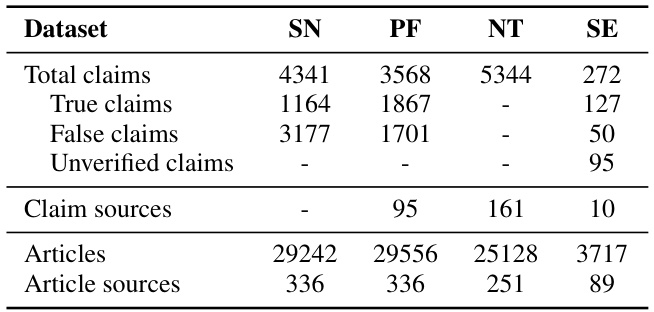 Dataset SN PF NT SE
Total claims 4341 3568 5344 272
True claims 1164 1867 - 127
False claims 3177 1701 - 50
Unverified claims - - - 95
Claim sources - 95 161 10
Articles 29242 29556 25128 3717
Article sources 336 336 251 89